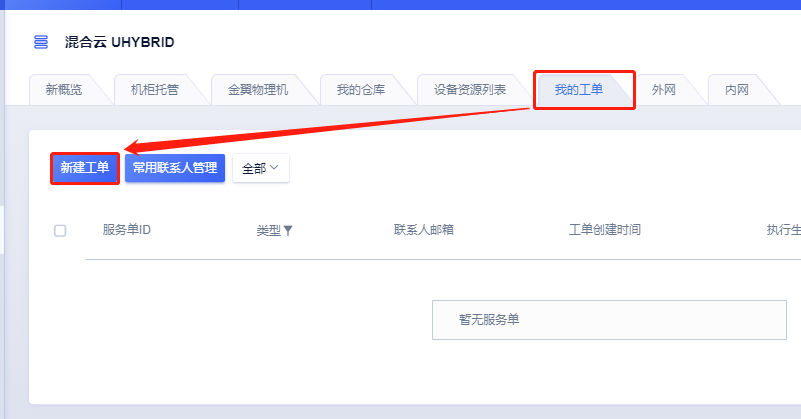 混合云 UHYBRID
新概览 机柜托管 金翼物理机 我的仓库 设备资源列表 我的工单 外网 内网
新建工单 常用联系人管理 全部
服务单ID 类型 联系人邮箱 工单创建时间 执行生
暂无服务单